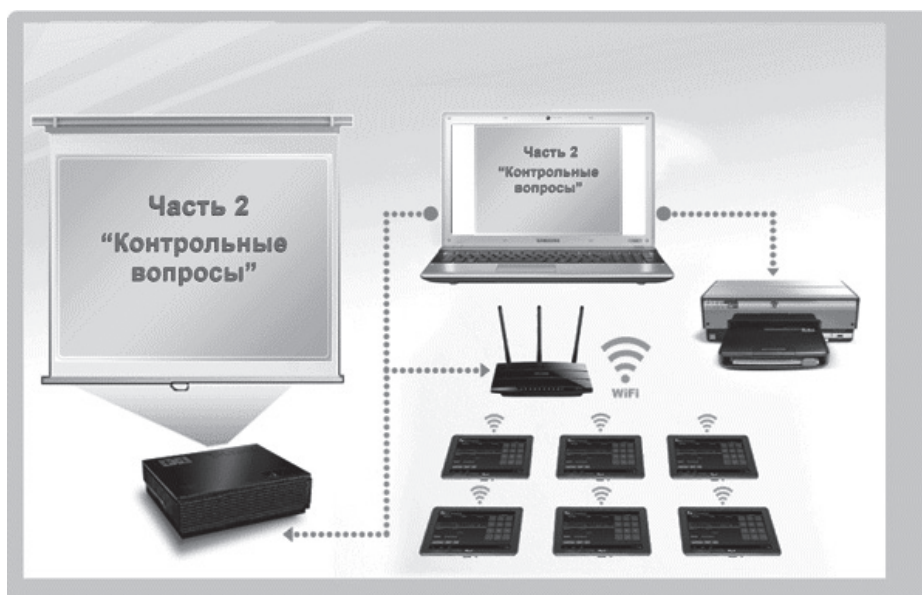 Часть 2
“Контрольные
вопросы”
Часть 2
“Контрольные
вопросы”
SAMSUNG
WiFi